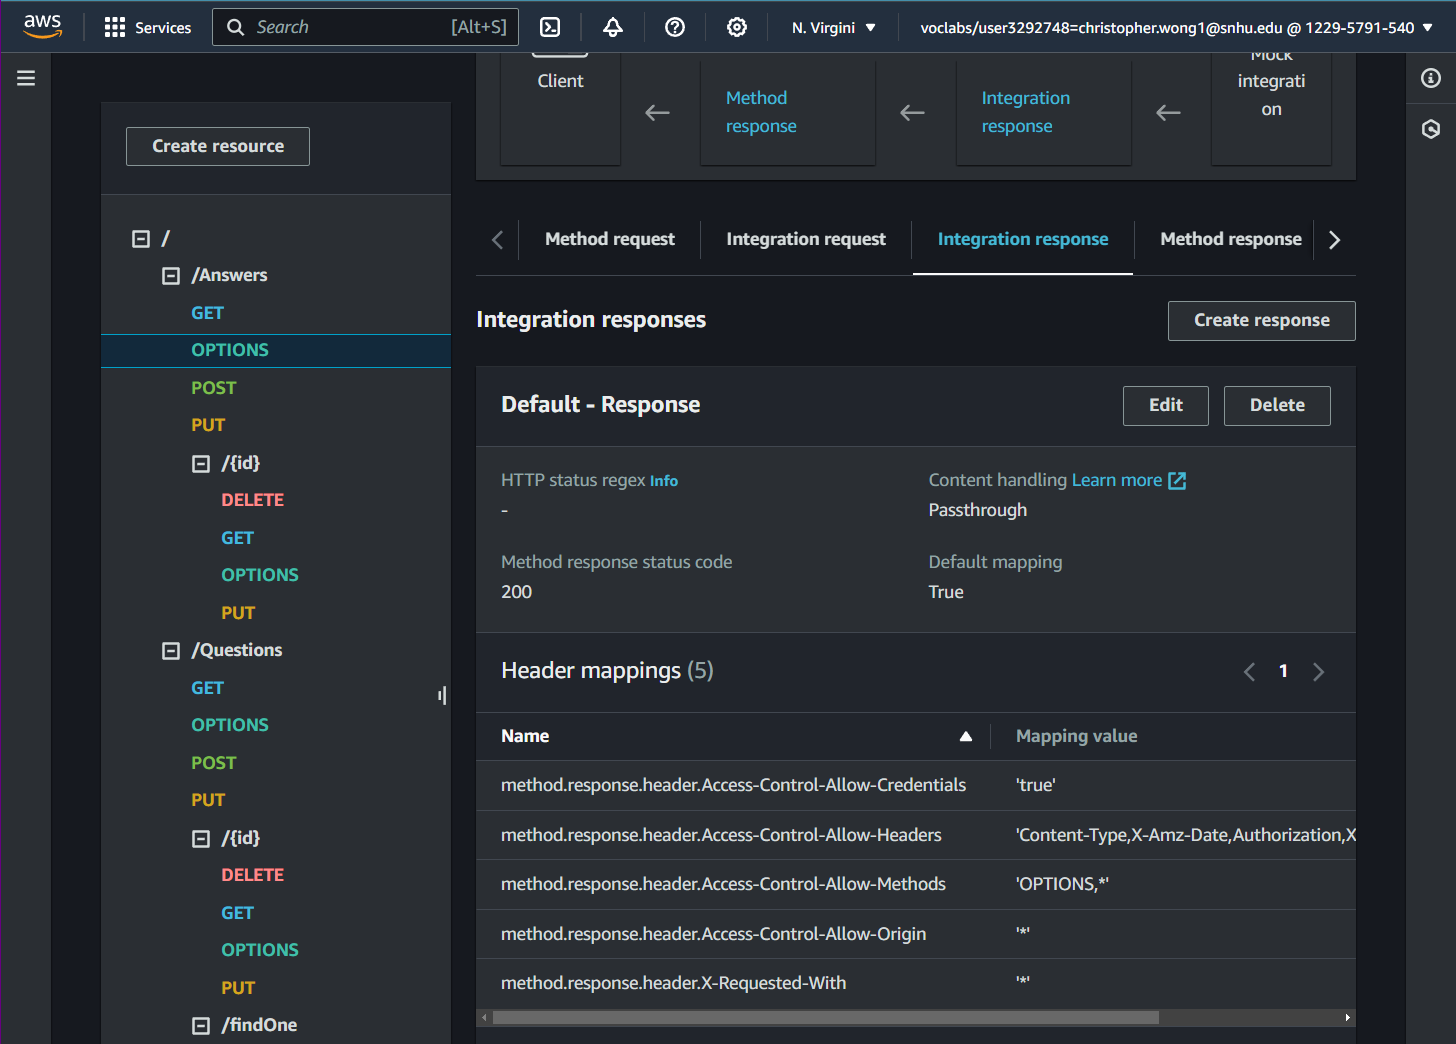 aws
Services
Search [Alt+S]
N. Virgini
voclabs/user3292748=christopher.wong1@snhu.edu @ 1229-5791-540
Create resource
/
/Answers
GET
OPTIONS
POST
PUT
/{id}
DELETE
GET
OPTIONS
PUT
/Questions
GET
OPTIONS
POST
PUT
/{id}
DELETE
GET
OPTIONS
PUT
/findOne
Client
Method
response
Integration
response
Mock
integrati
on
Method request
Integration request
Integration response
Method response
Integration responses
Create response
Default - Response
Edit
Delete
HTTP status regex Info
-
Content handling Learn more
Passthrough
Method response status code
200
Default mapping
True
Header mappings (5)
1
Name
Mapping value
method.response.header.Access-Control-Allow-Credentials
'true'
method.response.header.Access-Control-Allow-Headers
'Content-Type,X-Amz-Date,Authorization,X
method.response.header.Access-Control-Allow-Methods
'OPTIONS,*'
method.response.header.Access-Control-Allow-Origin
'*'
method.response.header.X-Requested-With
'*'